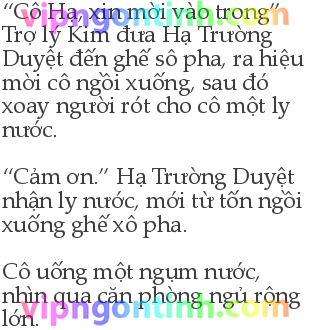 “Cô Hạ, xin mời vào trong”
vipngontinh.com
Trợ lý Kim đưa Hạ Trường
Duyệt đến ghế sô pha, ra hiệu
mời cô ngồi xuống, sau đó
xoay người rót cho cô một ly
nước.
“Cảm ơn.” Hạ Trường Duyệt
nhận ly nước, mới từ tốn ngồi
xuống ghế xô pha.
Cô uống một ngụm nước,
nhìn qua căn phòng ngủ rộng
vipngontinh.com
lớn.